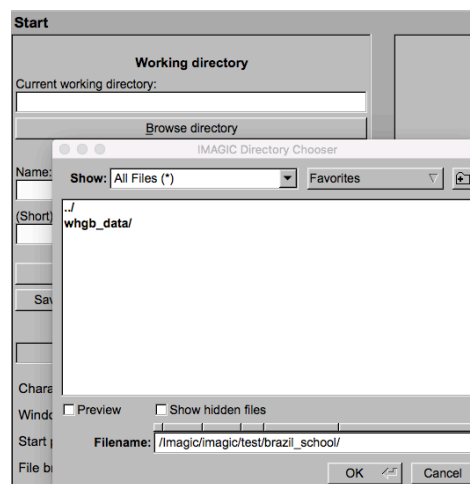 Start
Working directory
Current working directory:
Browse directory
IMAGIC Directory Chooser
Name:
Show: All Files (*) Favorites
(Short)
../
whgb_data/
Sav
Chara
Preview Show hidden files
Windo
Start
Filename: /Imagic/imagic/test/brazil_school/
File br
OK Cancel